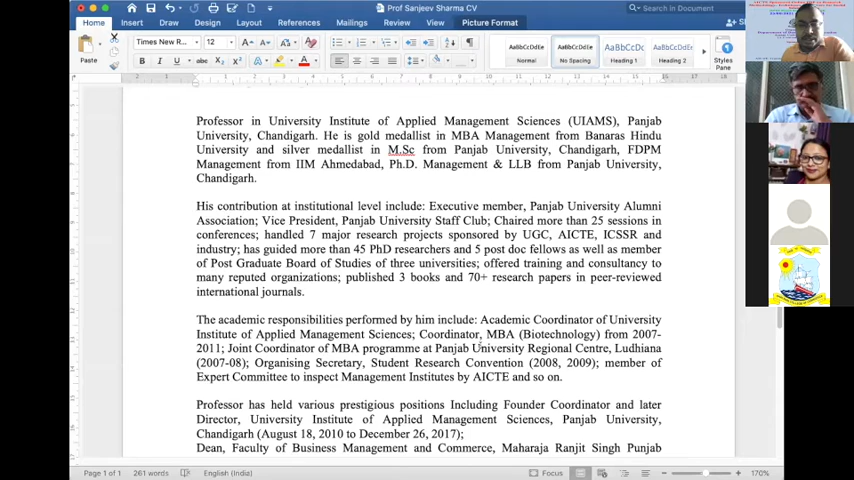 Prof Sanjeev Sharma CV
Search in Document
Home Insert Draw Design Layout References Mailings Review View Picture Format
Paste
Times New R...
12
AaBbCcDdEe AaBbCcDdEe AaBbCcDd AaBbCcDdEe
Normal No Spacing Heading 1 Heading 2
Styles
Pane
Professor in University Institute of Applied Management Sciences (UIAMS), Panjab
University, Chandigarh. He is gold medallist in MBA Management from Banaras Hindu
University and silver medallist in M.Sc from Panjab University, Chandigarh, FDPM
Management from IIM Ahmedabad, Ph.D. Management & LLB from Panjab University,
Chandigarh.
His contribution at institutional level include: Executive member, Panjab University Alumni
Association; Vice President, Panjab University Staff Club; Chaired more than 25 sessions in
conferences; handled 7 major research projects sponsored by UGC, AICTE, ICSSR and
industry; has guided more than 45 PhD researchers and 5 post doc fellows as well as member
of Post Graduate Board of Studies of three universities; offered training and consultancy to
many reputed organizations; published 3 books and 70+ research papers in peer-reviewed
international journals.
The academic responsibilities performed by him include: Academic Coordinator of University
Institute of Applied Management Sciences; Coordinator, MBA (Biotechnology) from 2007-
2011; Joint Coordinator of MBA programme at Panjab University Regional Centre, Ludhiana
(2007-08); Organising Secretary, Student Research Convention (2008, 2009); member of
Expert Committee to inspect Management Institutes by AICTE and so on.
Professor has held various prestigious positions Including Founder Coordinator and later
Director, University Institute of Applied Management Sciences, Panjab University,
Chandigarh (August 18, 2010 to December 26, 2017);
Dean, Faculty of Business Management and Commerce, Maharaja Ranjit Singh Punjab
Page 1 of 1 261 words English (India) Focus 170%